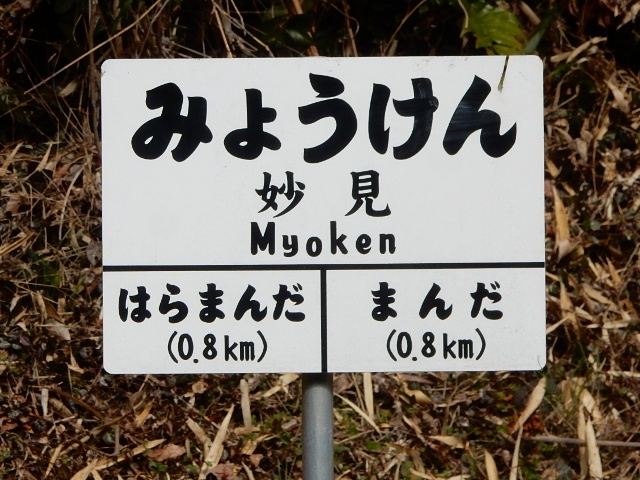 みょうけん
妙見
Myoken
はらまんだ
(0.8km)
まんだ
(0.8km)